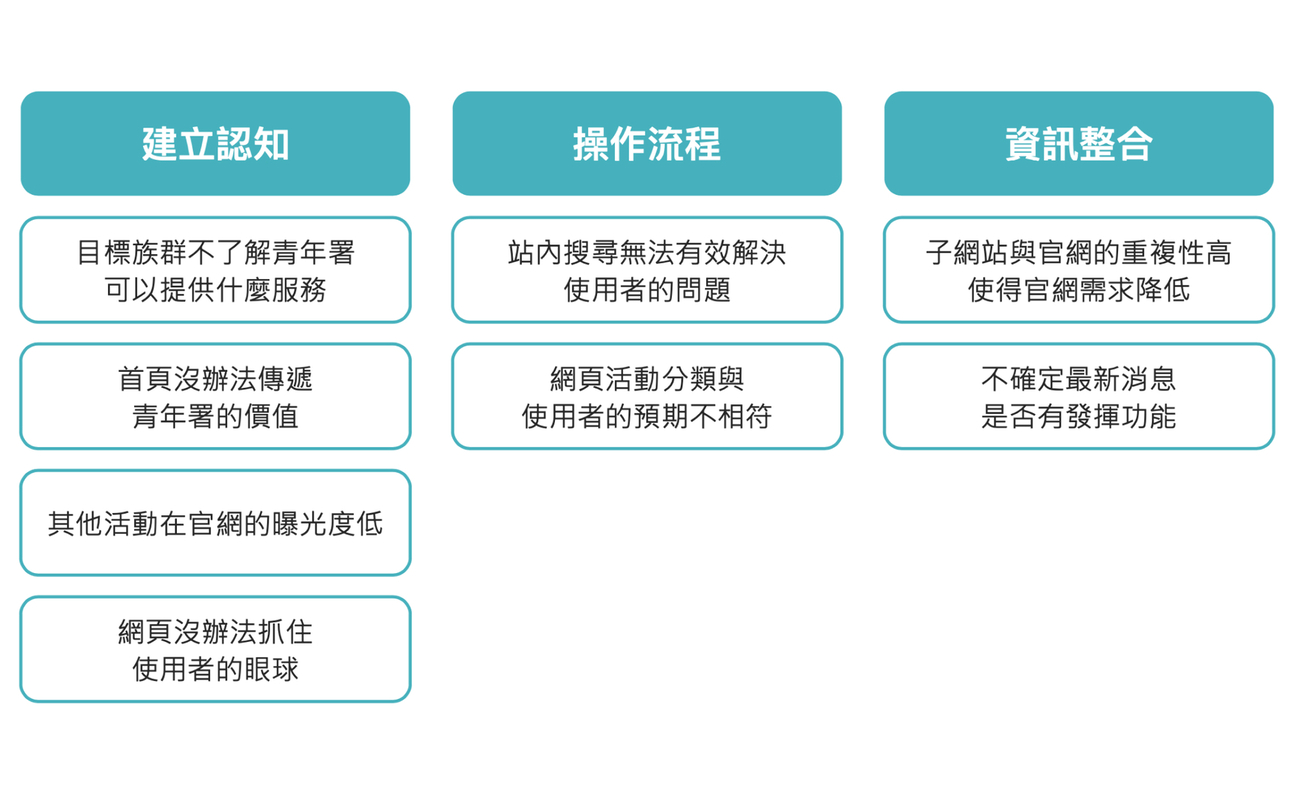 建立認知
目標族群不了解青年署
可以提供什麼服務
首頁沒辦法傳遞
青年署的價值
其他活動在官網的曝光度低
網頁沒辦法抓住
使用者的眼球
操作流程
站內搜尋無法有效解決
使用者的問題
網頁活動分類與
使用者的預期不相符
資訊整合
子網站與官網的重複性高
使得官網需求降低
不確定最新消息
是否有發揮功能